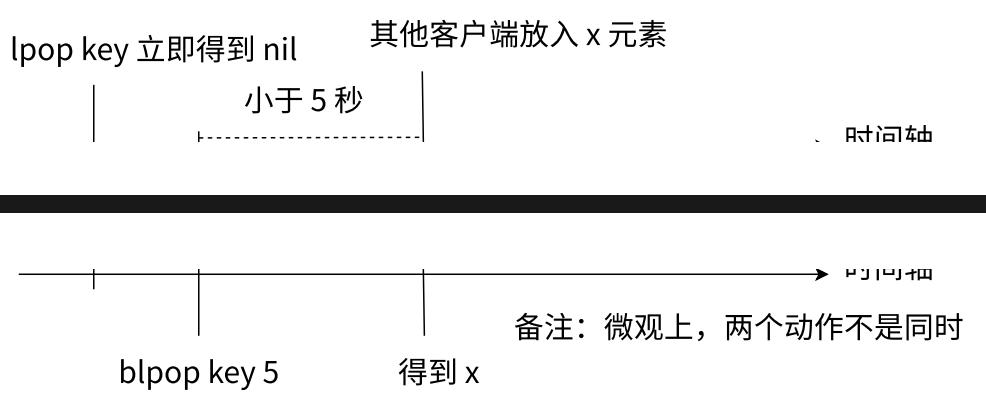 其他客户端放入 x 元素
lpop key 立即得到 nil
小于 5 秒
时间轴
备注：微观上，两个动作不是同时
blpop key 5
得到 x